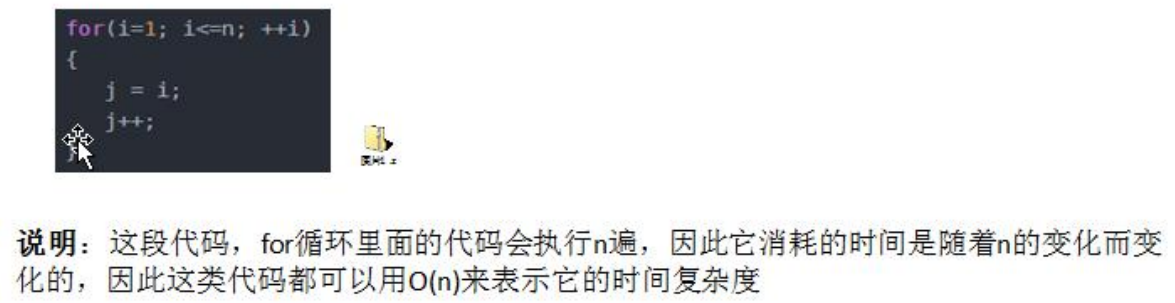 for(i=1; i<=n; ++i)
{
j = i;
j++;
}
说明：这段代码，for循环里面的代码会执行n遍，因此它消耗的时间是随着n的变化而变
化的，因此这类代码都可以用O(n)来表示它的时间复杂度